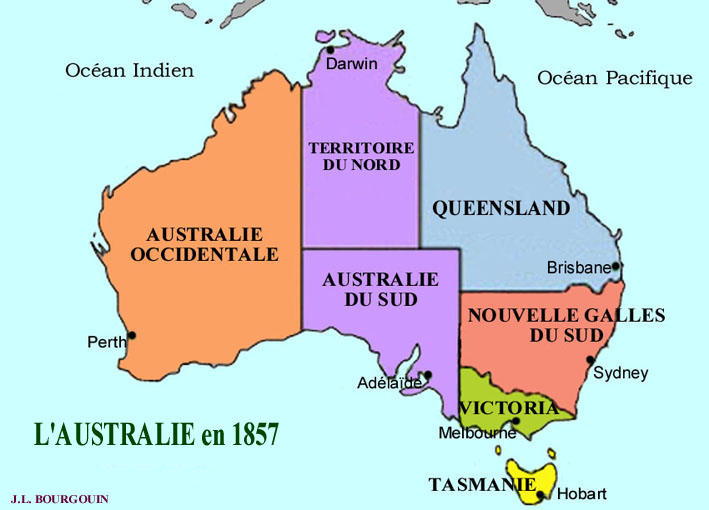 Océan Indien
Darwin
Océan Pacifique
TERRITOIRE
DU NORD
QUEENSLAND
AUSTRALIE
OCCIDENTALE
Brisbane
AUSTRALIE
DU SUD
NOUVELLE GALLES
DU SUD
Perth
Adélaïde
Sydney
VICTORIA
Melbourne
L'AUSTRALIE en 1857
TASMANIE
Hobart
J.L. BOURGOUIN